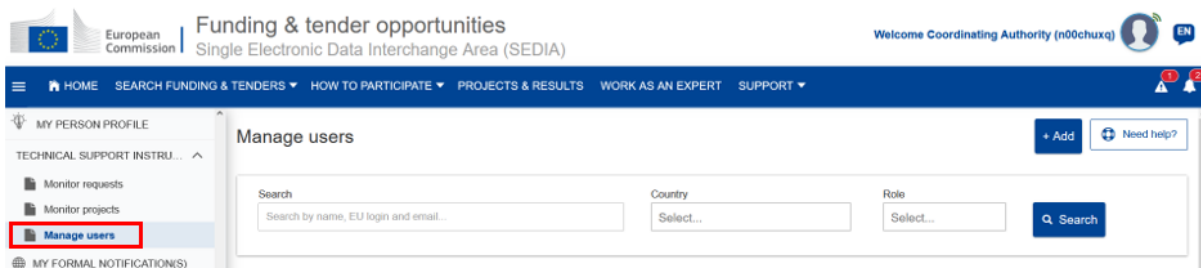 European
Commission
Funding & tender opportunities
Single Electronic Data Interchange Area (SEDIA)
Welcome Coordinating Authority (n00chuxq)
EN
HOME SEARCH FUNDING & TENDERS HOW TO PARTICIPATE PROJECTS & RESULTS WORK AS AN EXPERT SUPPORT
1
2
MY PERSON PROFILE
TECHNICAL SUPPORT INSTRU...
Monitor requests
Monitor projects
Manage users
MY FORMAL NOTIFICATION(S)
Manage users
+ Add
Need help?
Search
Country
Role
Search by name, EU login and email...
Select...
Select...
Search